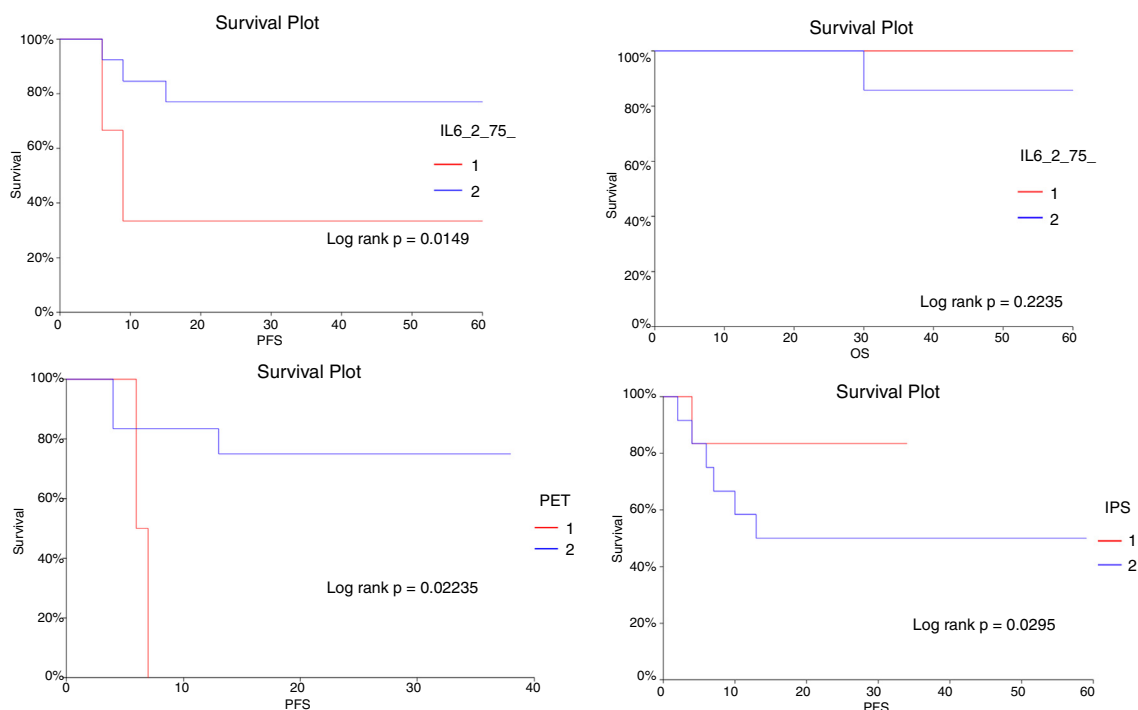 Survival Plot
100%
80%
60%
40%
20%
0%
Survival
IL6_2_75_
1
2
Log rank p = 0.0149
0 10 20 30 40 50 60
PFS
Survival Plot
100%
80%
60%
40%
20%
0%
Survival
IL6_2_75_
1
2
Log rank p = 0.2235
0 10 20 30 40 50 60
OS
Survival Plot
100%
80%
60%
40%
20%
0%
Survival
PET
1
2
Log rank p = 0.02235
0 10 20 30 40
PFS
Survival Plot
100%
80%
60%
40%
20%
0%
Survival
IPS
1
2
Log rank p = 0.0295
0 10 20 30 40 50 60
PFS